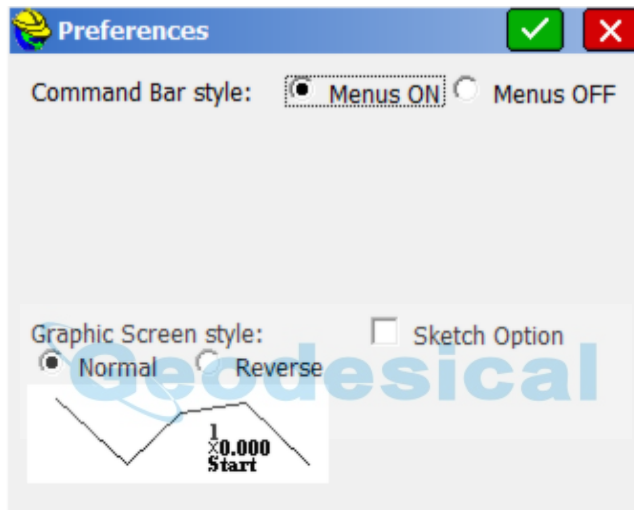 Preferences
Command Bar style: Menus ON Menus OFF
Graphic Screen style: Sketch Option
Normal Reverse
Geodesical
1
×0.000
Start